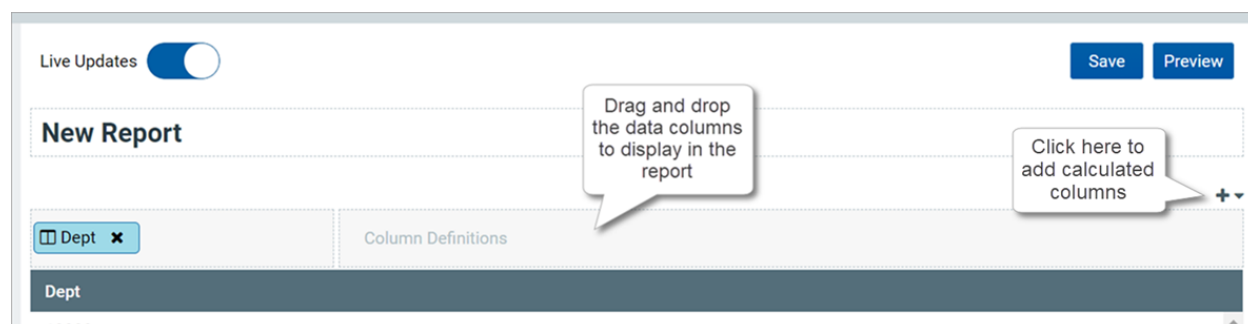 Live Updates
Save
Preview
Drag and drop
the data columns
to display in the
report
New Report
Click here to
add calculated
columns
Dept
Column Definitions
Dept